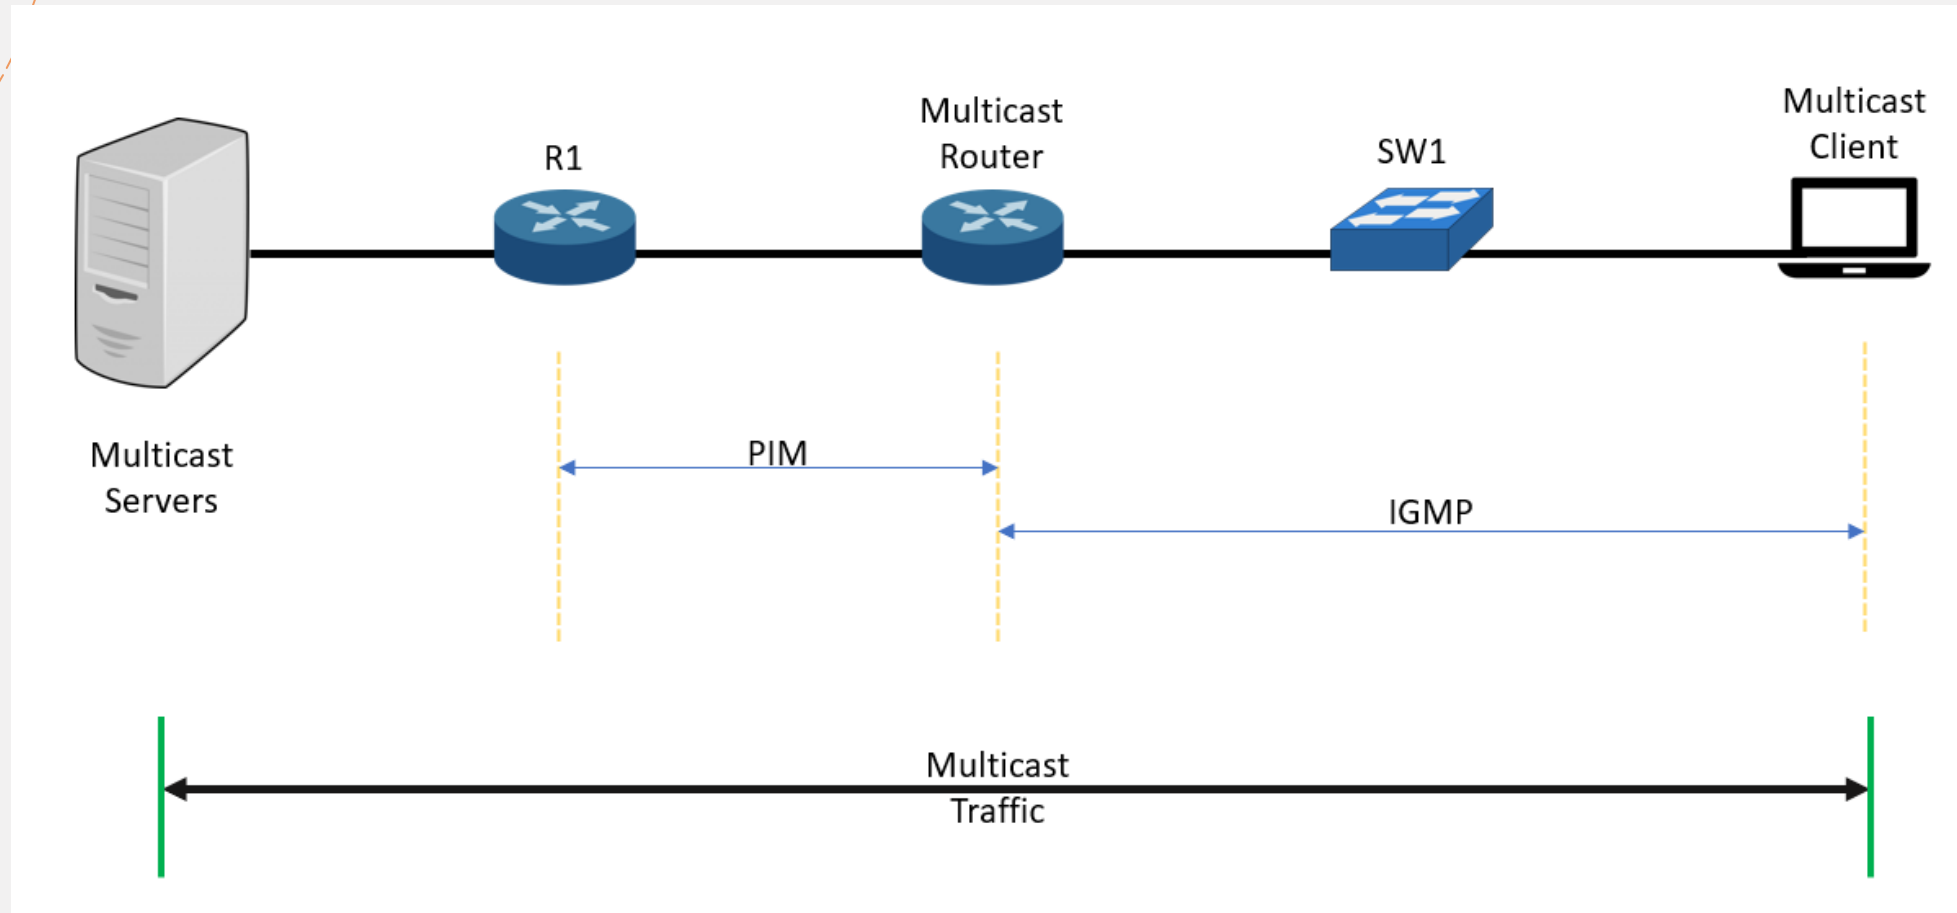 R1
Multicast
Router
SW1
Multicast
Client
Multicast
Servers
PIM
IGMP
Multicast
Traffic